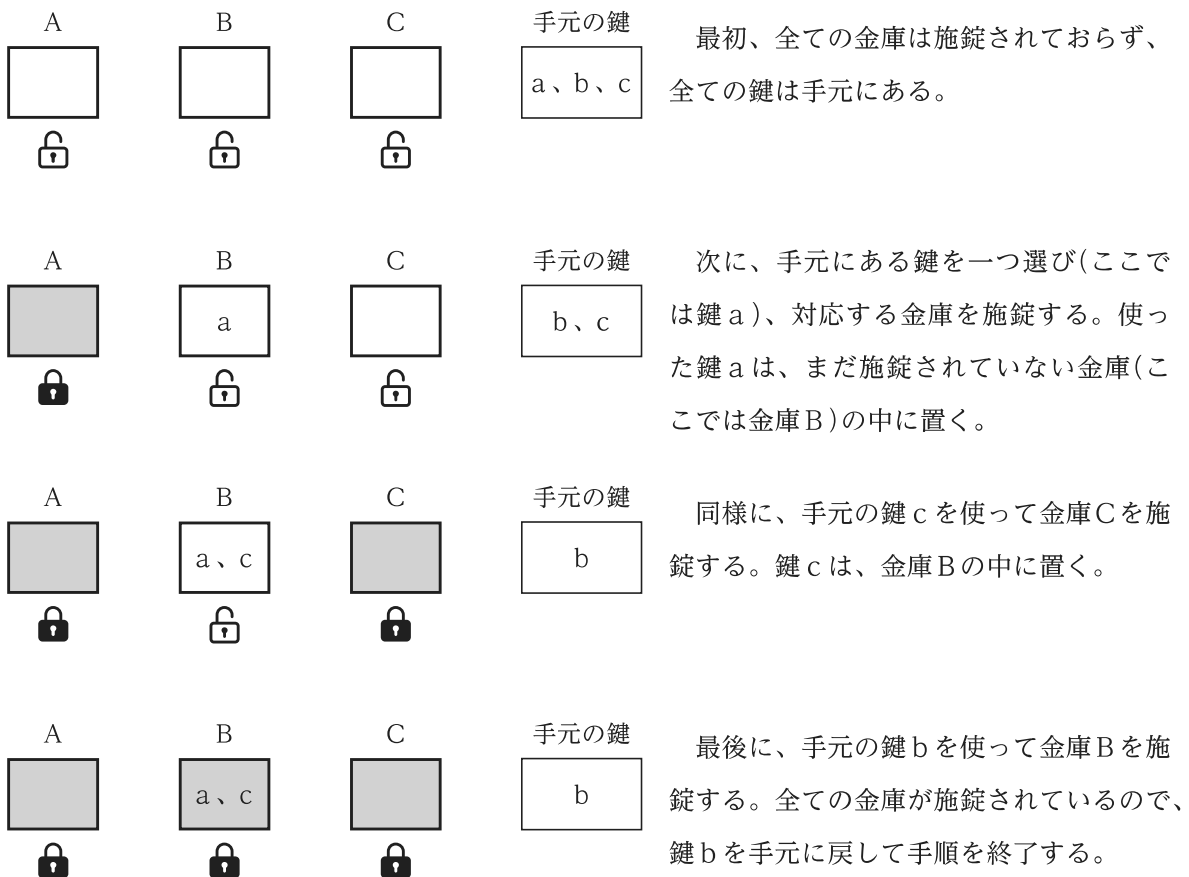 A B C 手元の鍵
a、b、c
最初、全ての金庫は施錠されておらず、
全ての鍵は手元にある。
A B C 手元の鍵
a b、c
次に、手元にある鍵を一つ選び(ここで
は鍵a)、対応する金庫を施錠する。使っ
た鍵aは、まだ施錠されていない金庫(こ
こでは金庫B)の中に置く。
A B C 手元の鍵
a、c b
同様に、手元の鍵cを使って金庫Cを施
錠する。鍵cは、金庫Bの中に置く。
A B C 手元の鍵
a、c b
最後に、手元の鍵bを使って金庫Bを施
錠する。全ての金庫が施錠されているので、
鍵bを手元に戻して手順を終了する。